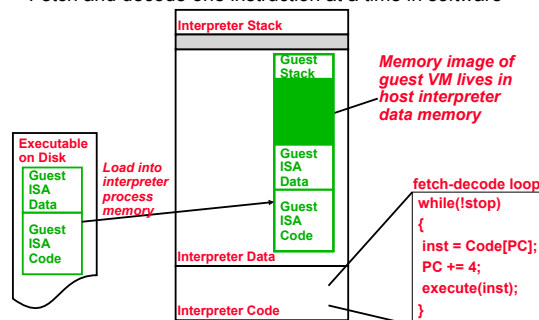 Fetch and decode one instruction at a time in software
Interpreter Stack
Guest
Stack
Memory image of
guest VM lives in
host interpreter
data memory
Executable
on Disk
Guest
ISA
Data
Guest
ISA
Code
Load into
interpreter
process
memory
Guest
ISA
Data
Guest
ISA
Code
Interpreter Data
Interpreter Code
fetch-decode loop
while(!stop)
{
inst = Code[PC];
PC += 4;
execute(inst);
}